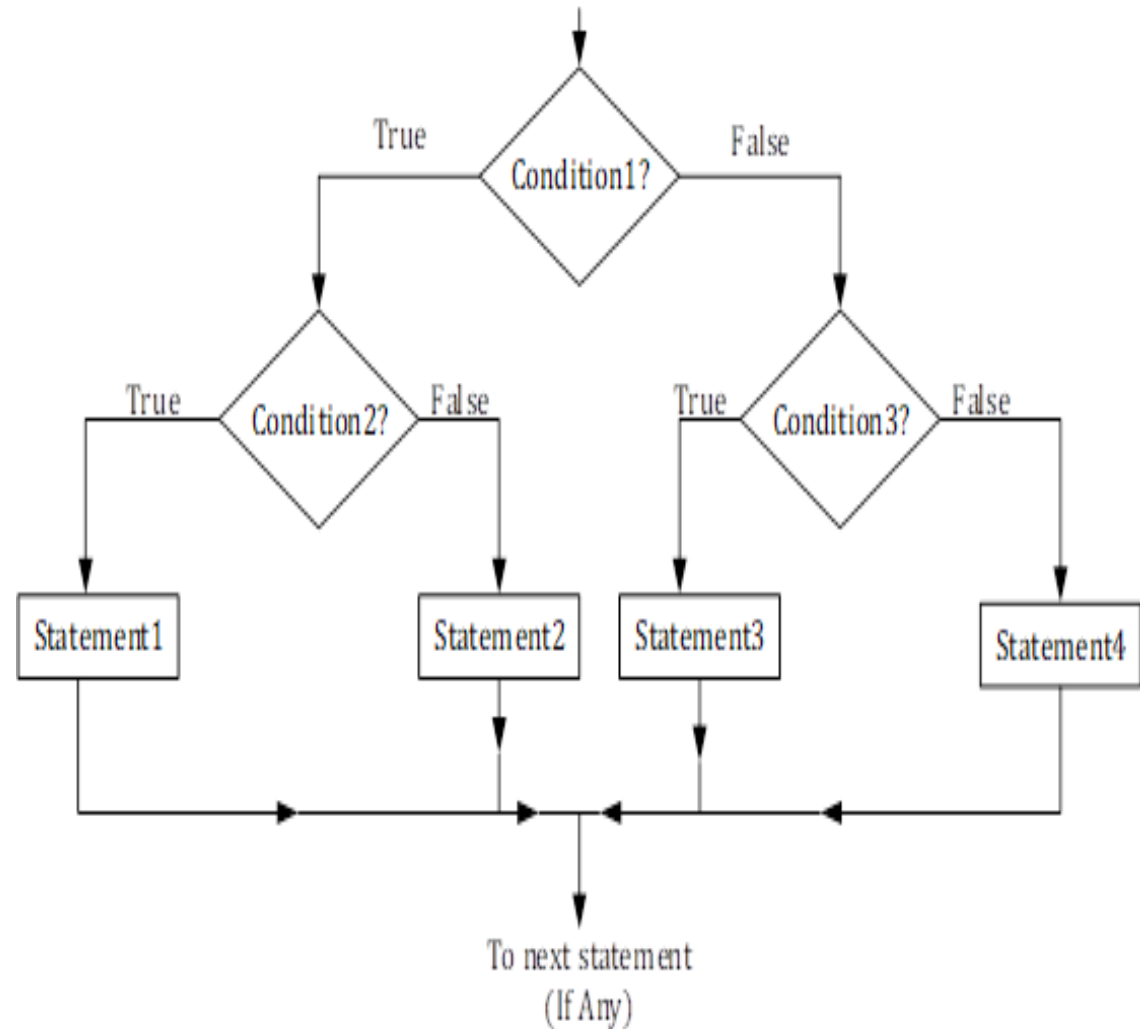 True
False
Condition1?
True
False
True
False
Condition2?
Condition3?
Statement1
Statement2
Statement3
Statement4
To next statement
(If Any)